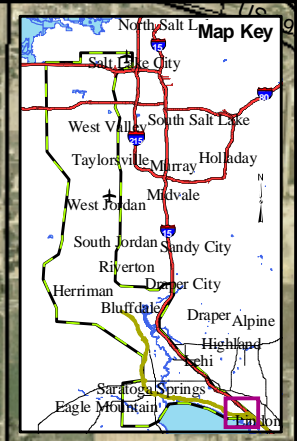 US
North Salt L
Map Key
15
Salt Lake City
80
West Valley
South Salt Lake
215
Taylorsville
Murray
Holladay
N
West Jordan
Midvale
15
South Jordan
Sandy City
Riverton
Draper City
Herriman
Bluffdale
Draper
Alpine
Highland
Lehi
Saratoga Springs
Eagle Mountain
Lindon